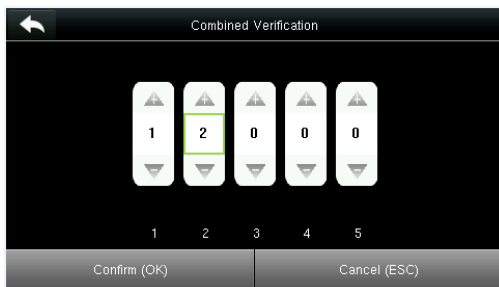 Combined Verification
1 2 0 0 0
1 2 3 4 5
Confirm (OK) Cancel (ESC)